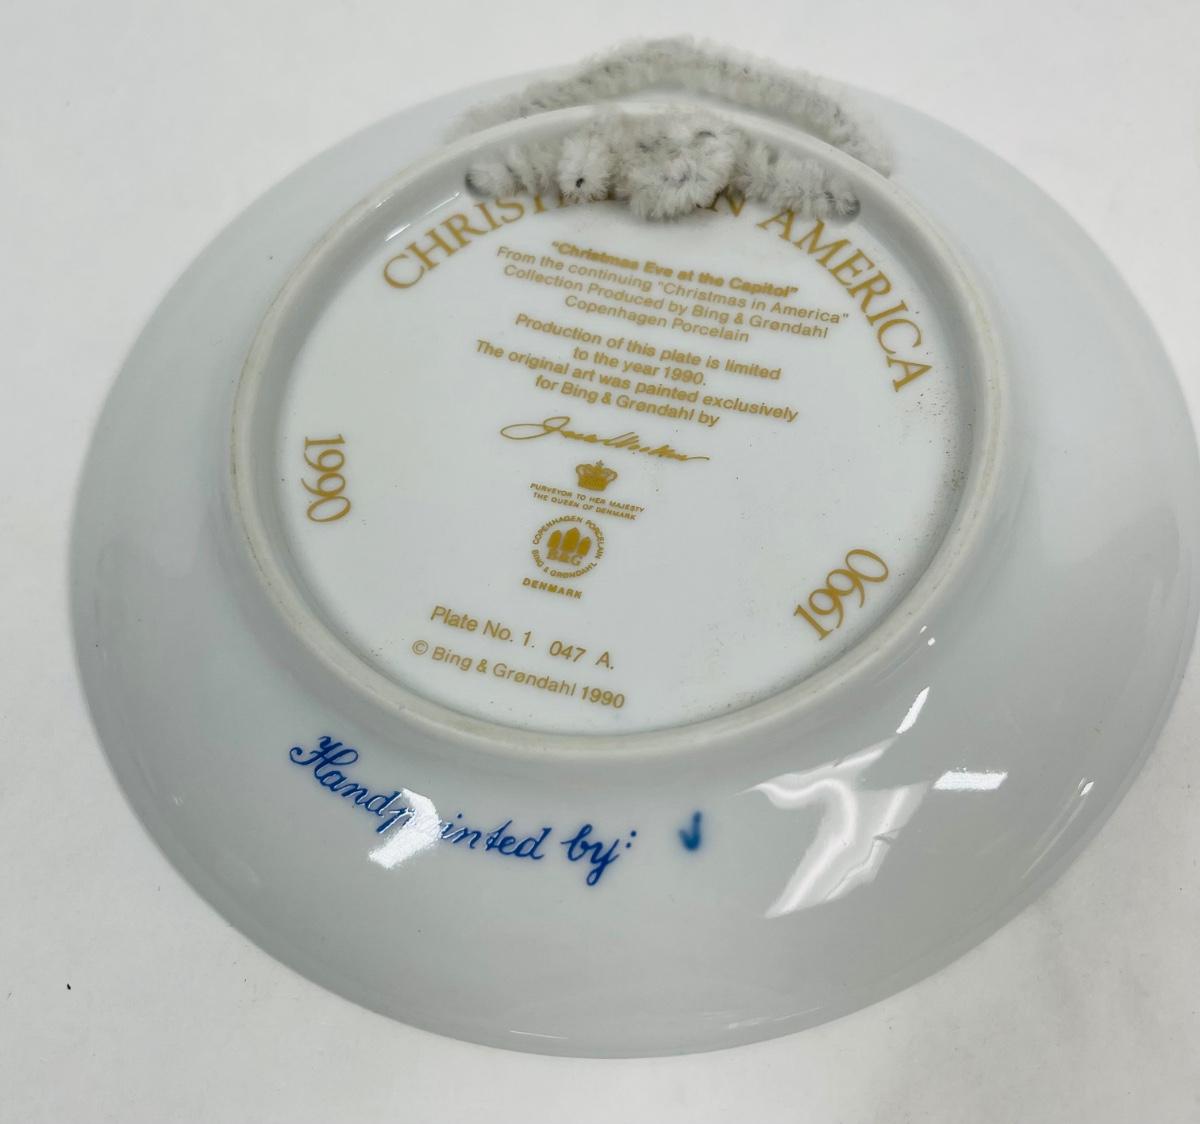 CHRISTMAS IN AMERICA
"Christmas Eve at the Capitol"
From the continuing "Christmas in America"
Collection Produced by Bing & Grøndahl
Copenhagen Porcelain
Production of this plate is limited
to the year 1990.
The original art was painted exclusively
for Bing & Grøndahl by
PURVEYOR TO HER MAJESTY
THE QUEEN OF DENMARK
COPENHAGEN PORCELAIN
B&G
BING & GRØNDAHL
DENMARK
1990
1990
Plate No. 1. 047 A.
© Bing & Grøndahl 1990
Handpainted by: